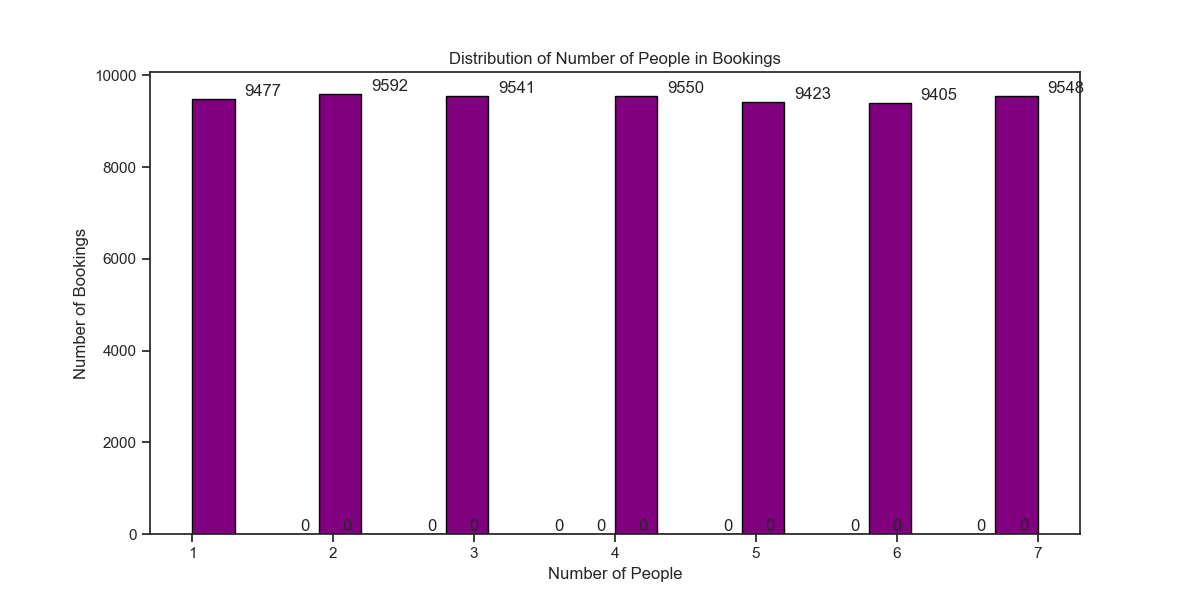 Distribution of Number of People in Bookings
10000
8000
6000
4000
2000
0
Number of Bookings
9477 9592 9541 9550 9423 9405 9548
0 0 0 0 0 0 0 0 0 0 0 0 0
1 2 3 4 5 6 7
Number of People